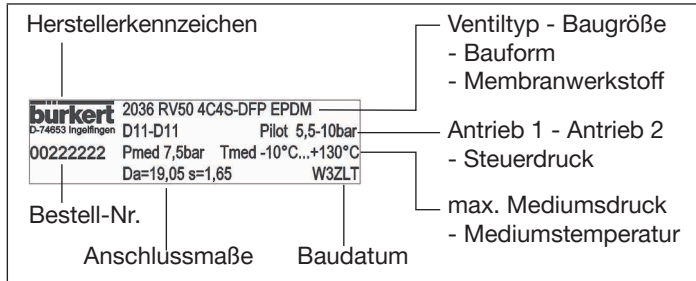 Herstellerkennzeichen
Ventiltyp - Baugröße
- Bauform
- Membranwerkstoff
bürkert
D-74653 Ingelfingen
00222222
2036 RV50 4C4S-DFP EPDM
D11-D11 Pilot 5,5-10bar
Pmed 7,5bar Tmed -10°C...+130°C
Da=19,05 s=1,65 W3ZLT
Antrieb 1 - Antrieb 2
- Steuerdruck
max. Mediumsdruck
- Mediumstemperatur
Bestell-Nr.
Anschlussmaße
Baudatum